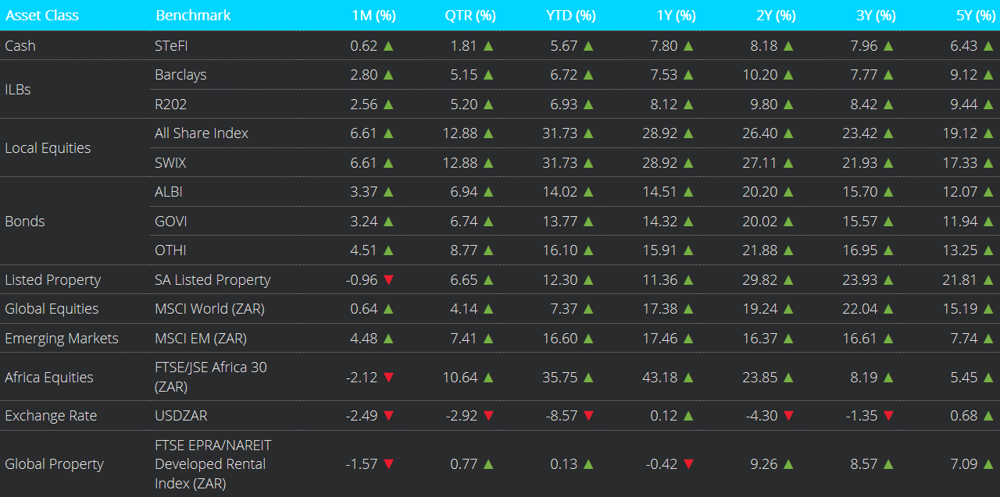 Asset Class Benchmark 1M (%) QTR (%) YTD (%) 1Y (%) 2Y (%) 3Y (%) 5Y (%)
Cash STeFI 0.62 ▲ 1.81 ▲ 5.67 ▲ 7.80 ▲ 8.18 ▲ 7.96 ▲ 6.43 ▲
ILBs
Barclays 2.80 ▲ 5.15 ▲ 6.72 ▲ 7.53 ▲ 10.20 ▲ 7.77 ▲ 9.12 ▲
R202 2.56 ▲ 5.20 ▲ 6.93 ▲ 8.12 ▲ 9.80 ▲ 8.42 ▲ 9.44 ▲
Local Equities
All Share Index 6.61 ▲ 12.88 ▲ 31.73 ▲ 28.92 ▲ 26.40 ▲ 23.42 ▲ 19.12 ▲
SWIX 6.61 ▲ 12.88 ▲ 31.73 ▲ 28.92 ▲ 27.11 ▲ 21.93 ▲ 17.33 ▲
Bonds
ALBI 3.37 ▲ 6.94 ▲ 14.02 ▲ 14.51 ▲ 20.20 ▲ 15.70 ▲ 12.07 ▲
GOVI 3.24 ▲ 6.74 ▲ 13.77 ▲ 14.32 ▲ 20.02 ▲ 15.57 ▲ 11.94 ▲
OTHI 4.51 ▲ 8.77 ▲ 16.10 ▲ 15.91 ▲ 21.88 ▲ 16.95 ▲ 13.25 ▲
Listed Property SA Listed Property -0.96 ▼ 6.65 ▲ 12.30 ▲ 11.36 ▲ 29.82 ▲ 23.93 ▲ 21.81 ▲
Global Equities MSCI World (ZAR) 0.64 ▲ 4.14 ▲ 7.37 ▲ 17.38 ▲ 19.24 ▲ 22.04 ▲ 15.19 ▲
Emerging Markets MSCI EM (ZAR) 4.48 ▲ 7.41 ▲ 16.60 ▲ 17.46 ▲ 16.37 ▲ 16.61 ▲ 7.74 ▲
Africa Equities
FTSE/JSE Africa 30
(ZAR)
-2.12 ▼ 10.64 ▲ 35.75 ▲ 43.18 ▲ 23.85 ▲ 8.19 ▲ 5.45 ▲
Exchange Rate USDZAR -2.49 ▼ -2.92 ▼ -8.57 ▼ 0.12 ▲ -4.30 ▼ -1.35 ▼ 0.68 ▲
Global Property
FTSE EPRA/NAREIT
Developed Rental
Index (ZAR)
-1.57 ▼ 0.77 ▲ 0.13 ▲ -0.42 ▼ 9.26 ▲ 8.57 ▲ 7.09 ▲